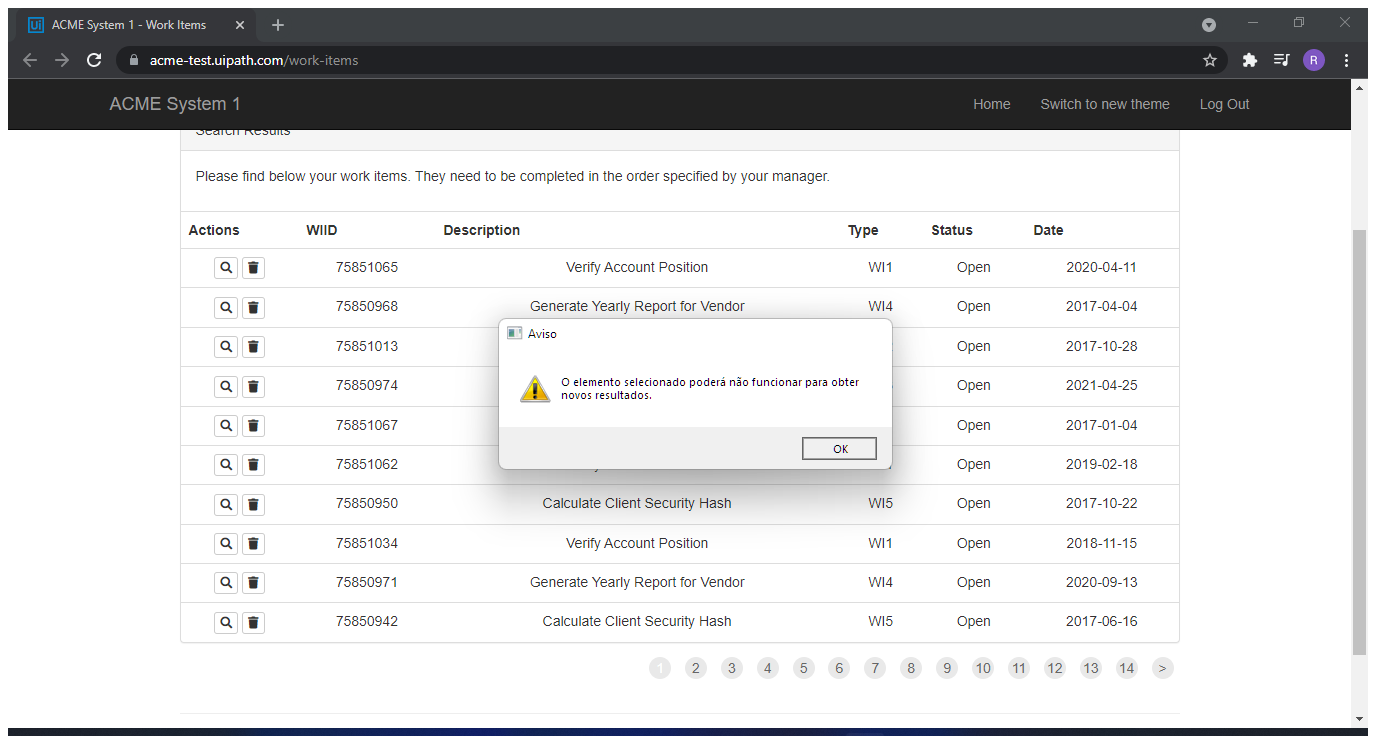 ACME System 1 - Work Items
acme-test.uipath.com/work-items
R
ACME System 1
Home Switch to new theme Log Out
Search Results
Please find below your work items. They need to be completed in the order specified by your manager.
Actions WIID Description Type Status Date
75851065 Verify Account Position WI1 Open 2020-04-11
75850968 Generate Yearly Report for Vendor WI4 Open 2017-04-04
75851013 Open 2017-10-28
75850974 Open 2021-04-25
75851067 Open 2017-01-04
75851062 Open 2019-02-18
Aviso
O elemento selecionado poderá não funcionar para obter
novos resultados.
OK
75850950 Calculate Client Security Hash WI5 Open 2017-10-22
75851034 Verify Account Position WI1 Open 2018-11-15
75850971 Generate Yearly Report for Vendor WI4 Open 2020-09-13
75850942 Calculate Client Security Hash WI5 Open 2017-06-16
1 2 3 4 5 6 7 8 9 10 11 12 13 14 >